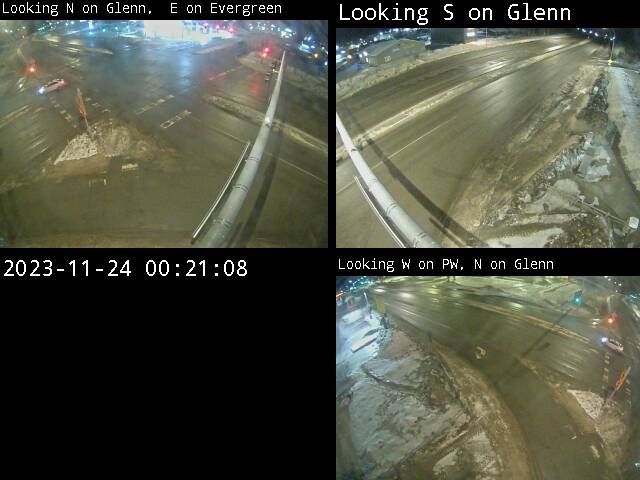 Looking N on Glenn, E on Evergreen
Looking S on Glenn
2023-11-24 00:21:08
Looking W on PW, N on Glenn